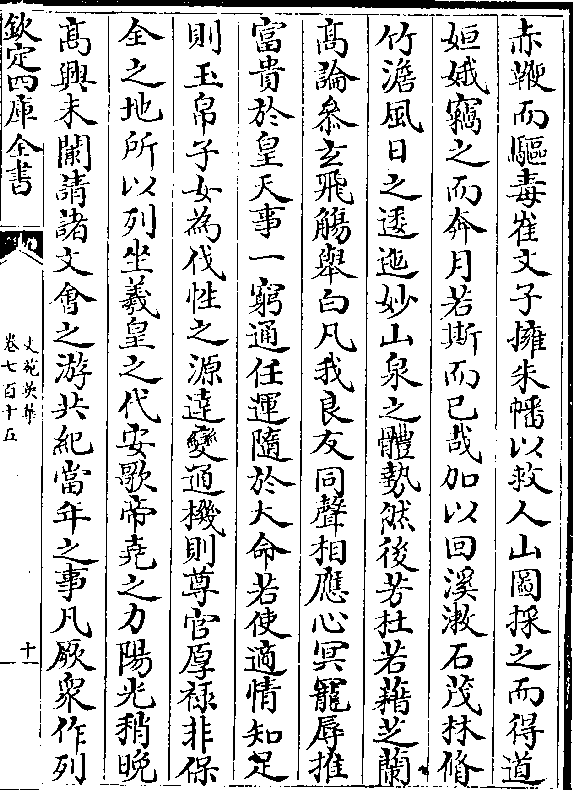 赤鞭而驅毒崔文子擁朱幡以救人山圖採之而得道
姮娥竊之而奔月若斯而已哉加以回溪漱石茂林脩
竹澹風日之逶迤妙山泉之體勢然後芳杜若藉芝蘭
髙論叅玄飛觴舉白凡我良友同聲相應心冥寵辱推
富貴於皇天事一窮通任運隨於大命若使適情知足
則玉帛子女為伐性之源達變通機則尊官厚禄非保
全之地所以列坐羲皇之代安歌帝堯之力陽光稍晚
髙興未闌請諸文會之游共紀當年之事凡厥衆作列
欽定四庫全書
文苑英華
卷七百十五
十